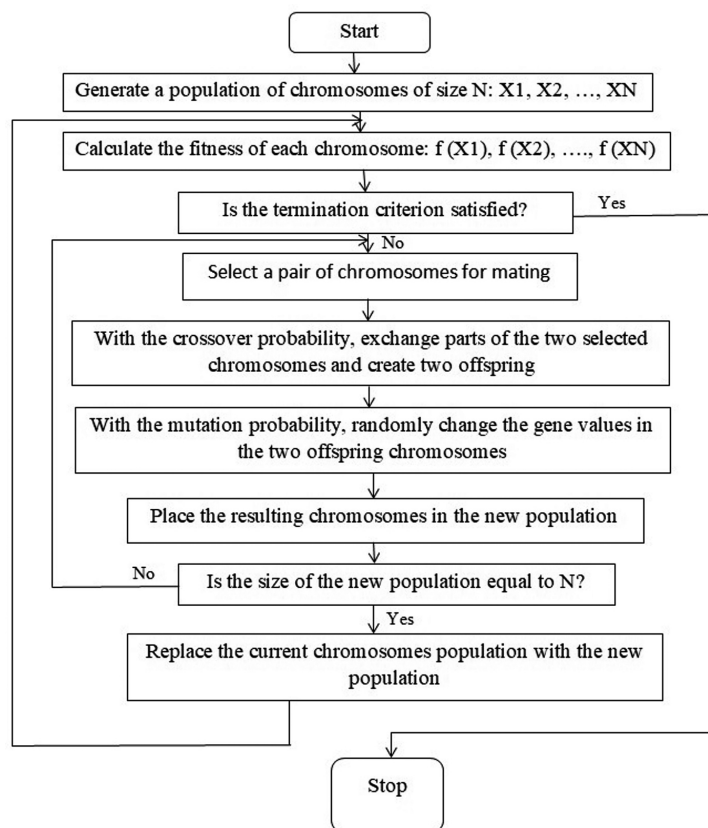 Start
Generate a population of chromosomes of size N: X1, X2, …, XN
Calculate the fitness of each chromosome: f (X1), f (X2), …., f (XN)
Is the termination criterion satisfied?
Yes
No
Select a pair of chromosomes for mating
With the crossover probability, exchange parts of the two selected
chromosomes and create two offspring
With the mutation probability, randomly change the gene values in
the two offspring chromosomes
Place the resulting chromosomes in the new population
No
Is the size of the new population equal to N?
Yes
Replace the current chromosomes population with the new
population
Stop